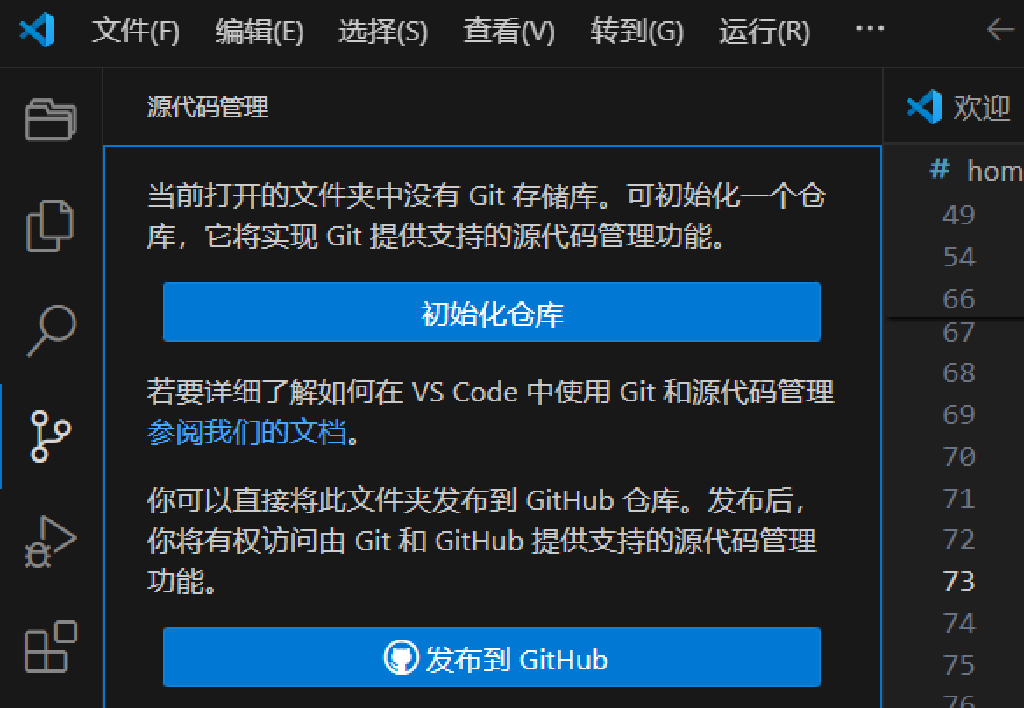 文件(F) 编辑(E) 选择(S) 查看(V) 转到(G) 运行(R) ···
源代码管理
欢迎
当前打开的文件夹中没有 Git 存储库。可初始化一个仓
库，它将实现 Git 提供支持的源代码管理功能。
初始化仓库
若要详细了解如何在 VS Code 中使用 Git 和源代码管理
参阅我们的文档。
你可以直接将此文件夹发布到 GitHub 仓库。发布后，
你将有权访问由 Git 和 GitHub 提供支持的源代码管理
功能。
发布到 GitHub
# hom
49
54
66
67
68
69
70
71
72
73
74
75
76